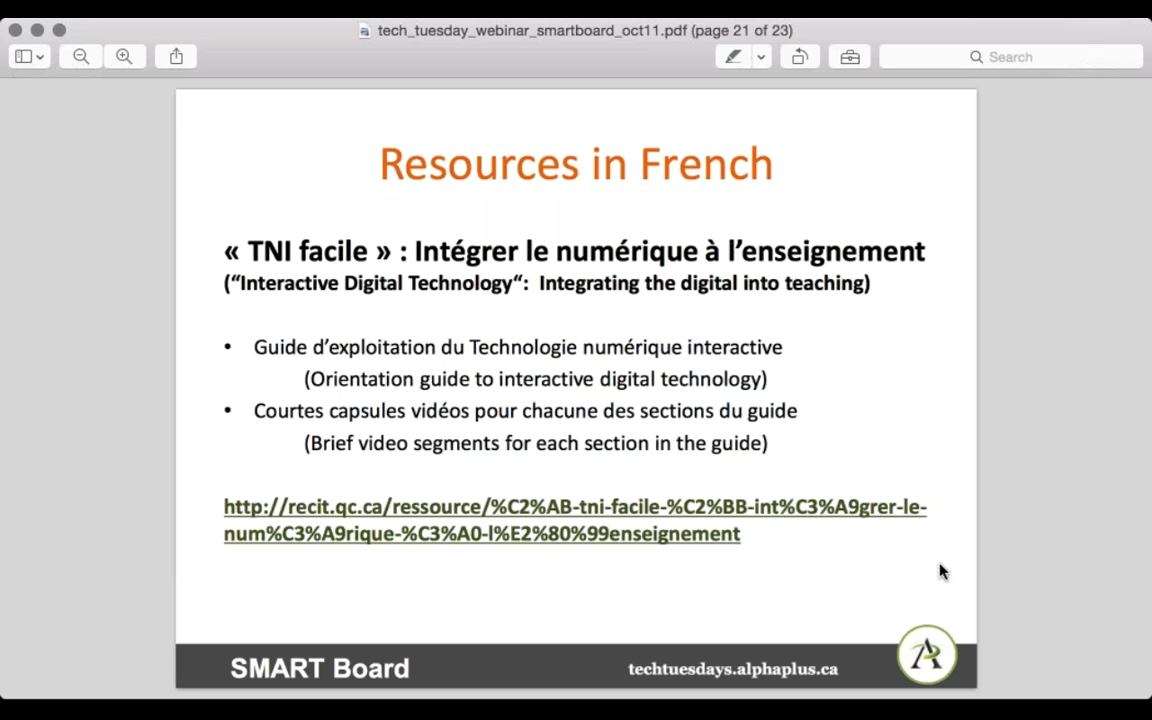 tech_tuesday_webinar_smartboard_oct11.pdf (page 21 of 23)
Search
Resources in French
« TNI facile » : Intégrer le numérique à l’enseignement
(“Interactive Digital Technology“: Integrating the digital into teaching)
• Guide d’exploitation du Technologie numérique interactive
(Orientation guide to interactive digital technology)
• Courtes capsules vidéos pour chacune des sections du guide
(Brief video segments for each section in the guide)
http://recit.qc.ca/ressource/%C2%AB-tni-facile-%C2%BB-int%C3%A9grer-le-
num%C3%A9rique-%C3%A0-l%E2%80%99enseignement
SMART Board
techtuesdays.alphaplus.ca